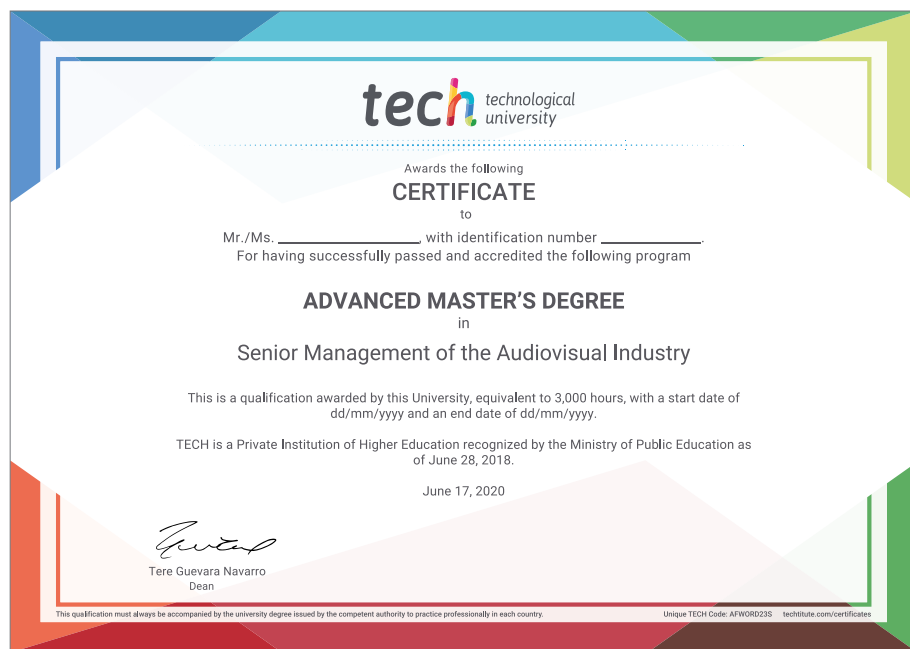 tech technological
university
Awards the following
CERTIFICATE
to
Mr./Ms. ________________, with identification number ____________.
For having successfully passed and accredited the following program
ADVANCED MASTER’S DEGREE
in
Senior Management of the Audiovisual Industry
This is a qualification awarded by this University, equivalent to 3,000 hours, with a start date of
dd/mm/yyyy and an end date of dd/mm/yyyy.
TECH is a Private Institution of Higher Education recognized by the Ministry of Public Education as
of June 28, 2018.
June 17, 2020
Tere Guevara Navarro
Dean
This qualification must always be accompanied by the university degree issued by the competent authority to practice professionally in each country. Unique TECH Code: AFWORD23S techtitute.com/certificates